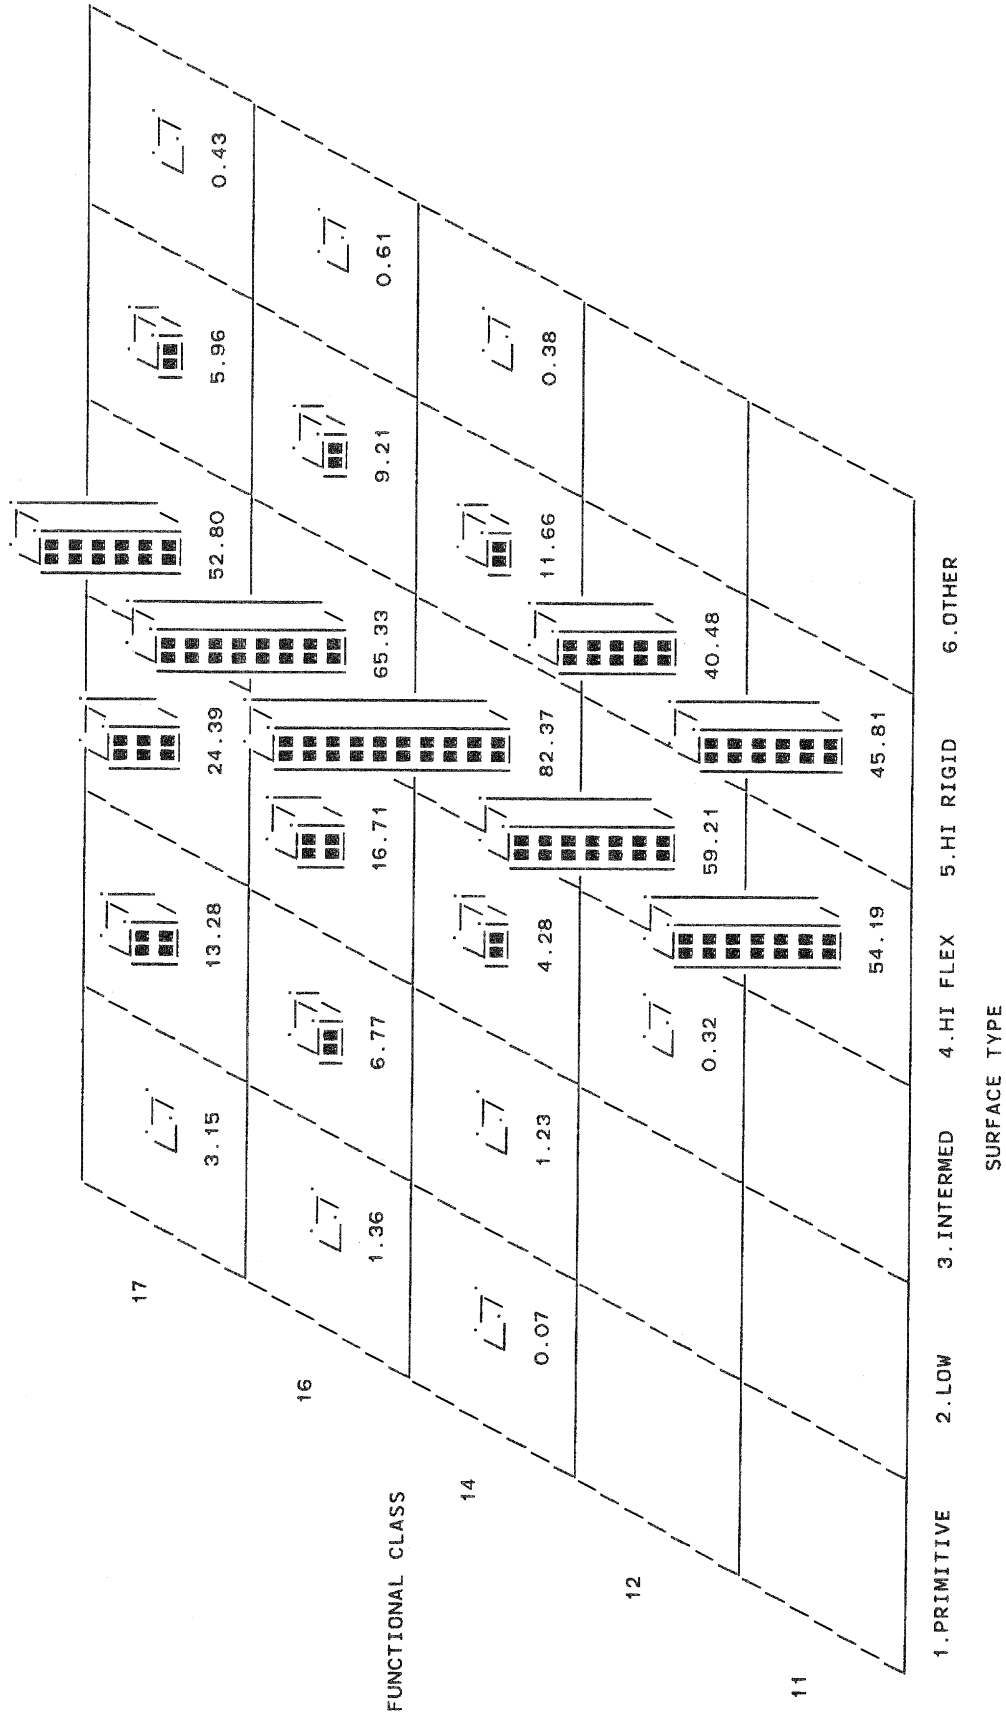 17
3.15 13.28 24.39 52.80 5.96 0.43
16
1.36 6.77 16.71 65.33 9.21 0.61
FUNCTIONAL CLASS
14
0.07 1.23 4.28 82.37 11.66 0.38
12
0.32 59.21 40.48
11
54.19 45.81
1.PRIMITIVE 2.LOW 3.INTERMED 4.HI FLEX 5.HI RIGID 6.OTHER
SURFACE TYPE